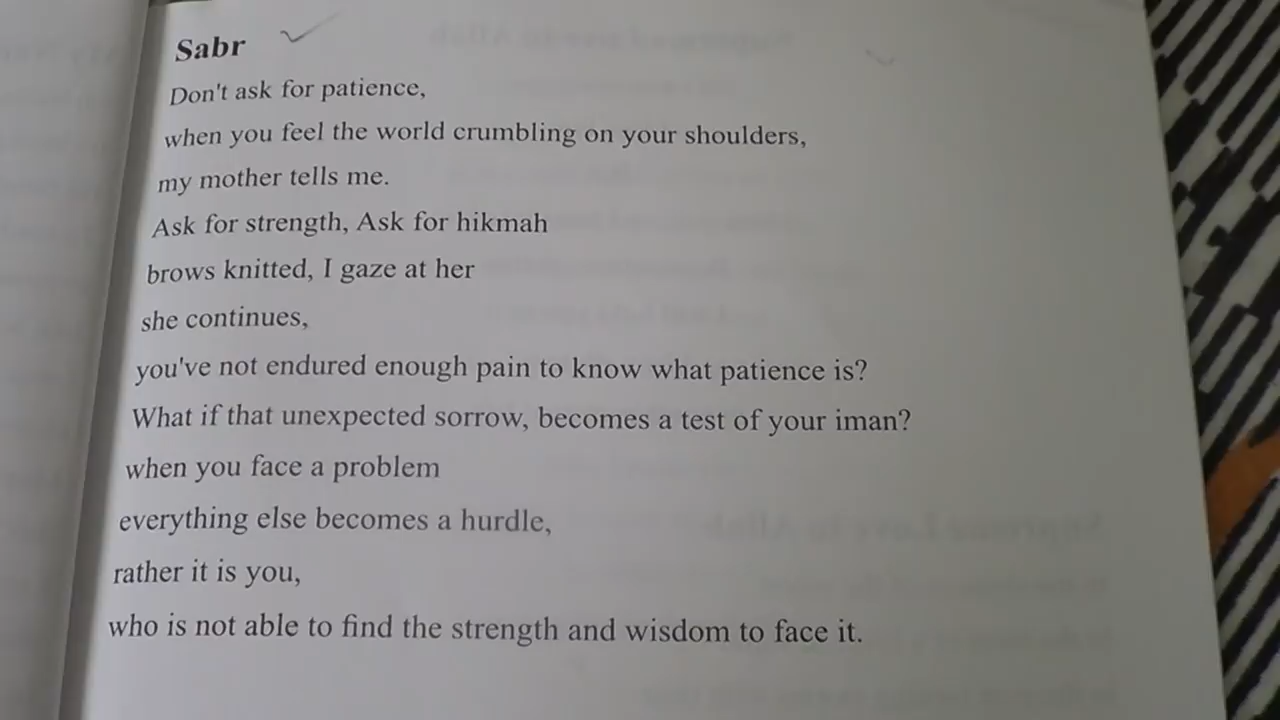 Sabr
Don't ask for patience,
when you feel the world crumbling on your shoulders,
my mother tells me.
Ask for strength, Ask for hikmah
brows knitted, I gaze at her
she continues,
you've not endured enough pain to know what patience is?
What if that unexpected sorrow, becomes a test of your iman?
when you face a problem
everything else becomes a hurdle,
rather it is you,
who is not able to find the strength and wisdom to face it.